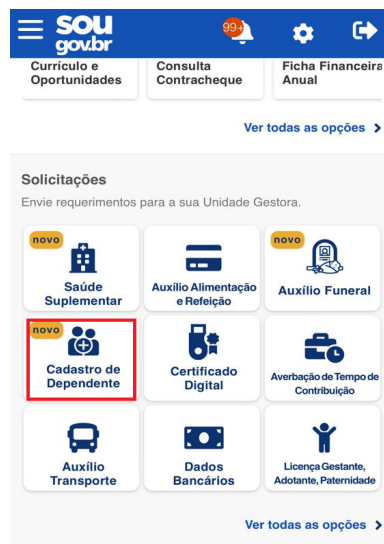 SOU
gov.br
99+
Currículo e
Oportunidades
Consulta
Contracheque
Ficha Financeira
Anual
Ver todas as opções
Solicitações
Envie requerimentos para a sua Unidade Gestora.
novo
Saúde
Suplementar
Auxílio Alimentação
e Refeição
novo
Auxílio Funeral
novo
Cadastro de
Dependente
Certificado
Digital
Averbação de Tempo de
Contribuição
Auxílio
Transporte
Dados
Bancários
Licença Gestante,
Adotante, Paternidade
Ver todas as opções